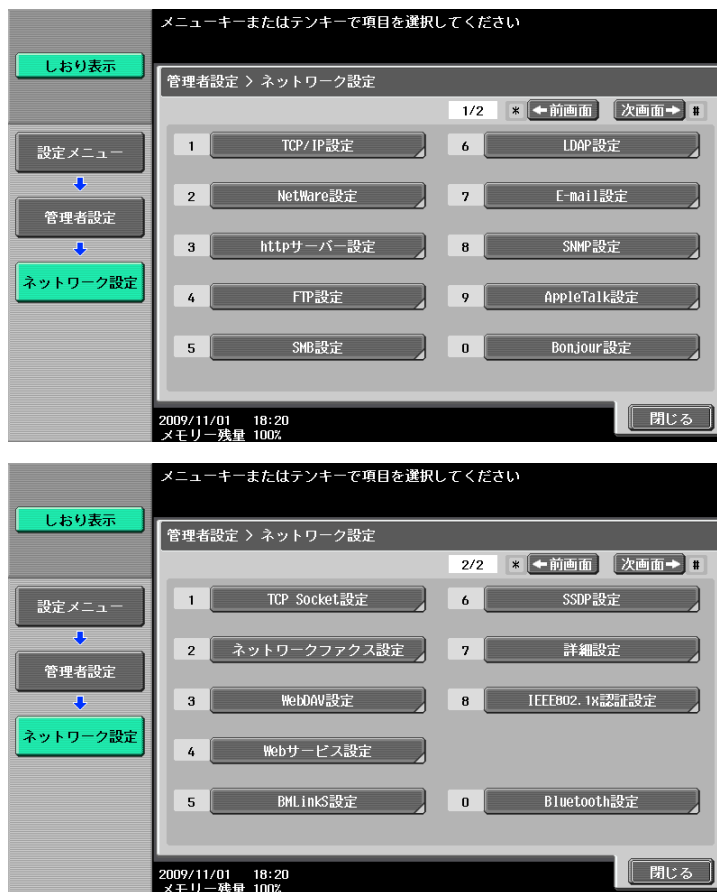 メニューキーまたはテンキーで項目を選択してください
しおり表示
管理者設定 > ネットワーク設定
1/2 * ←前画面 次画面→ #
設定メニュー
管理者設定
ネットワーク設定
1 TCP/IP設定
6 LDAP設定
2 NetWare設定
7 E-mail設定
3 httpサーバー設定
8 SNMP設定
4 FTP設定
9 AppleTalk設定
5 SMB設定
0 Bonjour設定
2009/11/01 18:20
メモリー残量 100%
閉じる
メニューキーまたはテンキーで項目を選択してください
しおり表示
管理者設定 > ネットワーク設定
2/2 * ←前画面 次画面→ #
設定メニュー
管理者設定
ネットワーク設定
1 TCP Socket設定
6 SSDP設定
2 ネットワークファクス設定
7 詳細設定
3 WebDAV設定
8 IEEE802.1x認証設定
4 Webサービス設定
5 BMLinkS設定
0 Bluetooth設定
2009/11/01 18:20
メモリー残量 100%
閉じる